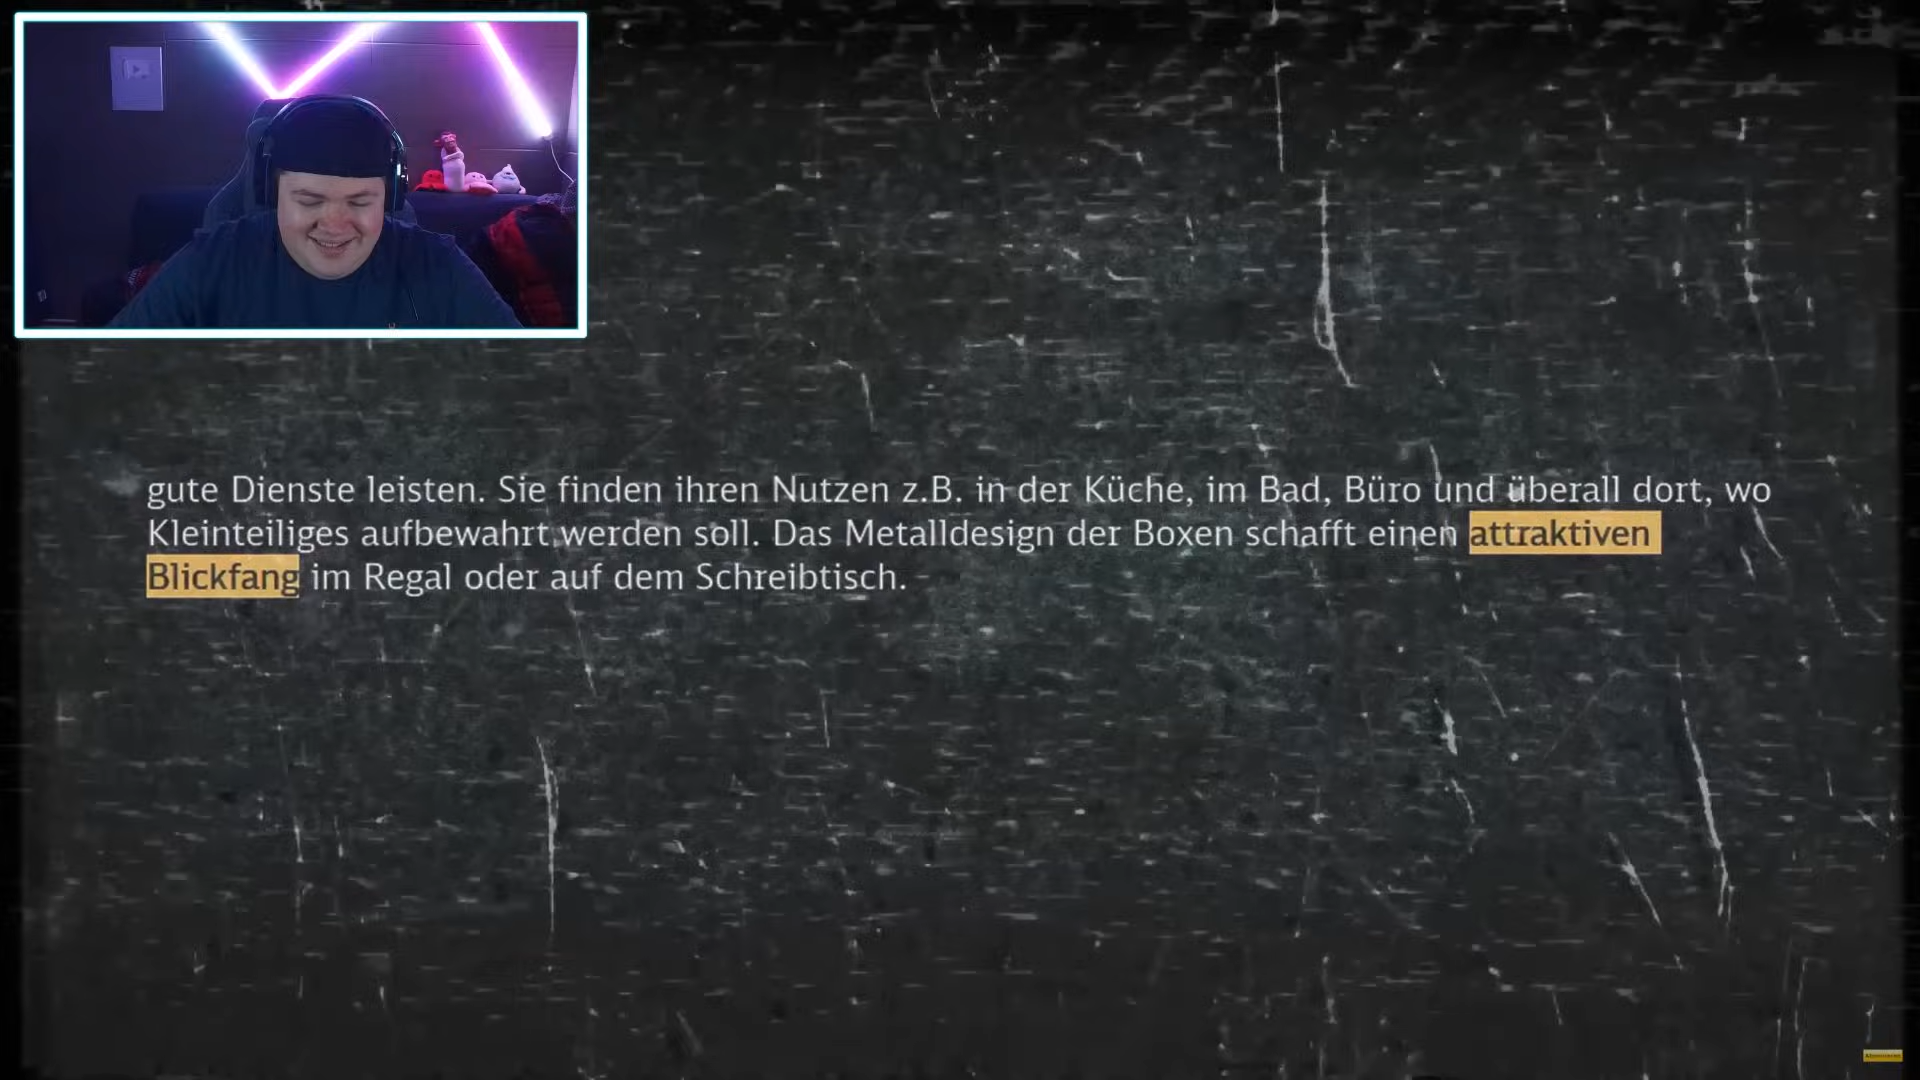 gute Dienste leisten. Sie finden ihren Nutzen z.B. in der Küche, im Bad, Büro und überall dort, wo
Kleinteiliges aufbewahrt werden soll. Das Metalldesign der Boxen schafft einen attraktiven
Blickfang im Regal oder auf dem Schreibtisch.